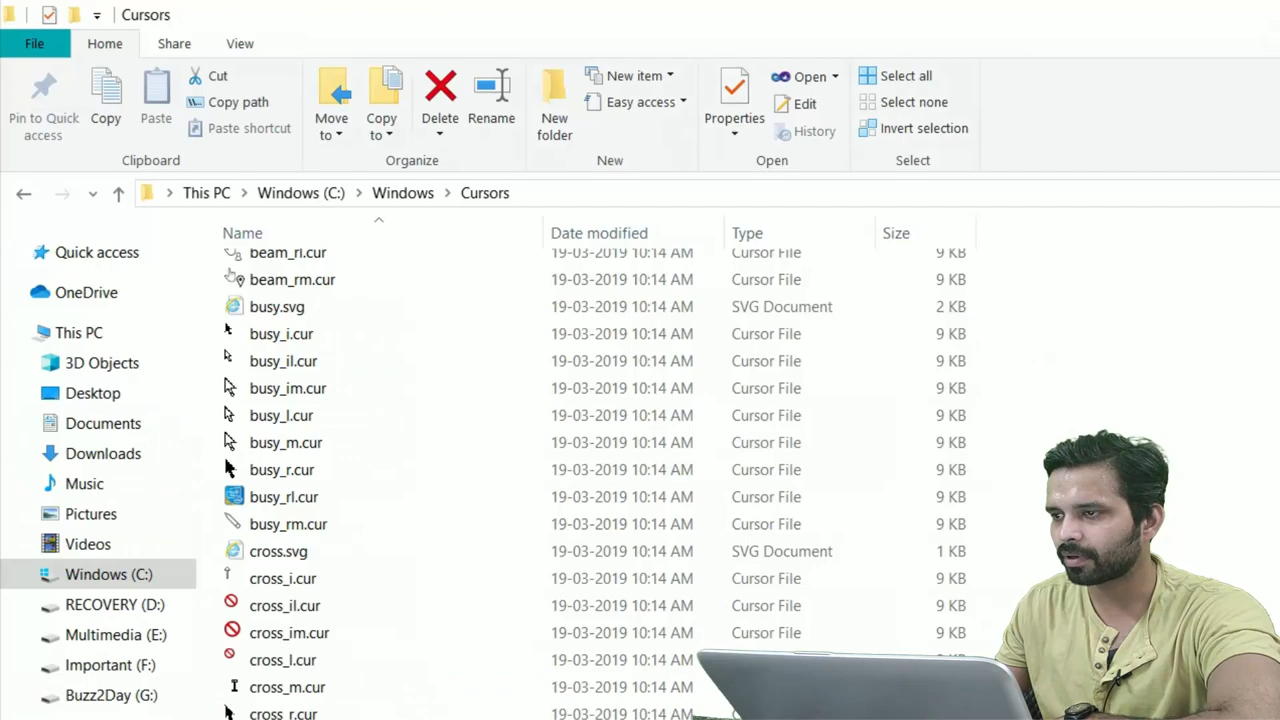 Cursors
File Home Share View
Pin to Quick access
Copy
Paste
Cut
Copy path
Paste shortcut
Clipboard
Move to
Copy to
Delete
Rename
Organize
New folder
New item
Easy access
New
Properties
Open
Edit
History
Open
Select all
Select none
Invert selection
Select
This PC Windows (C:) Windows Cursors
Name Date modified Type Size
Quick access
OneDrive
This PC
3D Objects
Desktop
Documents
Downloads
Music
Pictures
Videos
Windows (C:)
RECOVERY (D:)
Multimedia (E:)
Important (F:)
Buzz2Day (G:)
beam_rl.cur 19-03-2019 10:14 AM Cursor File 9 KB
beam_rm.cur 19-03-2019 10:14 AM Cursor File 9 KB
busy.svg 19-03-2019 10:14 AM SVG Document 2 KB
busy_i.cur 19-03-2019 10:14 AM Cursor File 9 KB
busy_il.cur 19-03-2019 10:14 AM Cursor File 9 KB
busy_im.cur 19-03-2019 10:14 AM Cursor File 9 KB
busy_l.cur 19-03-2019 10:14 AM Cursor File 9 KB
busy_m.cur 19-03-2019 10:14 AM Cursor File 9 KB
busy_r.cur 19-03-2019 10:14 AM Cursor File 9 KB
busy_rl.cur 19-03-2019 10:14 AM Cursor File 9 KB
busy_rm.cur 19-03-2019 10:14 AM Cursor File 9 KB
cross.svg 19-03-2019 10:14 AM SVG Document 1 KB
cross_i.cur 19-03-2019 10:14 AM Cursor File 9 KB
cross_il.cur 19-03-2019 10:14 AM Cursor File 9 KB
cross_im.cur 19-03-2019 10:14 AM Cursor File 9 KB
cross_l.cur 19-03-2019 10:14 AM Cursor File
cross_m.cur 19-03-2019 10:14 AM
cross_r.cur 19-03-2019 10:14 AM